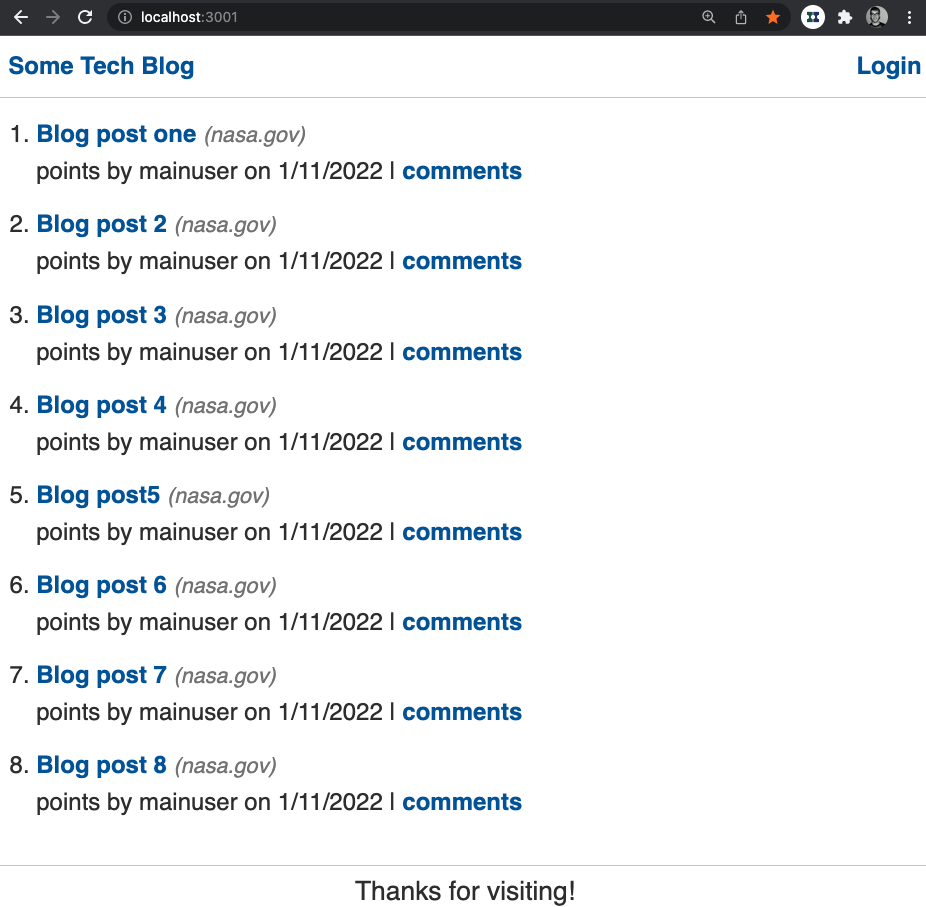 localhost:3001
Some Tech Blog Login
1. Blog post one (nasa.gov)
points by mainuser on 1/11/2022 | comments
2. Blog post 2 (nasa.gov)
points by mainuser on 1/11/2022 | comments
3. Blog post 3 (nasa.gov)
points by mainuser on 1/11/2022 | comments
4. Blog post 4 (nasa.gov)
points by mainuser on 1/11/2022 | comments
5. Blog post5 (nasa.gov)
points by mainuser on 1/11/2022 | comments
6. Blog post 6 (nasa.gov)
points by mainuser on 1/11/2022 | comments
7. Blog post 7 (nasa.gov)
points by mainuser on 1/11/2022 | comments
8. Blog post 8 (nasa.gov)
points by mainuser on 1/11/2022 | comments
Thanks for visiting!